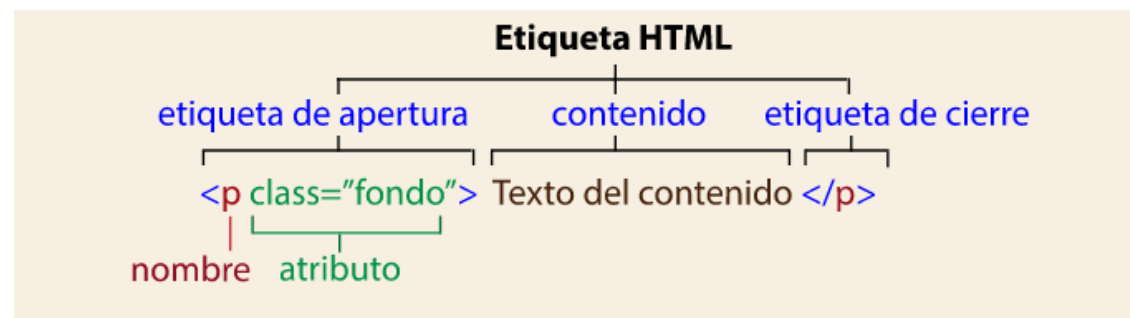 Etiqueta HTML
etiqueta de apertura contenido etiqueta de cierre
<p class=”fondo”> Texto del contenido </p>
nombre atributo